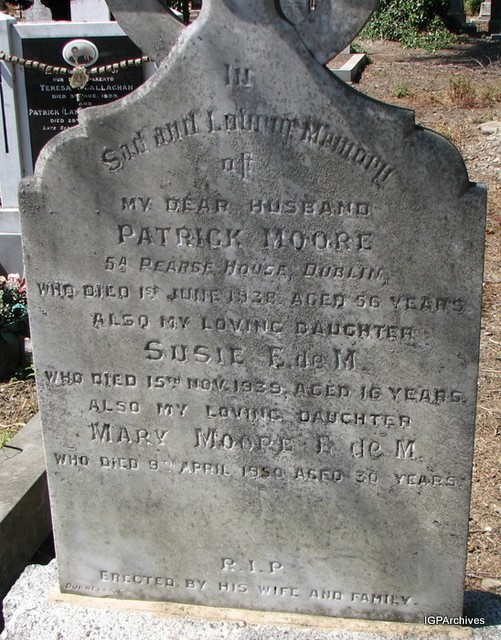 TERESA CALLAGHAN
AND
IN
Sad and Loving Memory
of
MY DEAR HUSBAND
PATRICK MOORE
5A PEARSE HOUSE, DUBLIN,
WHO DIED 1ST JUNE 1938, AGED 56 YEARS
ALSO MY LOVING DAUGHTER
SUSIE E. de M.
WHO DIED 15TH NOV. 1939, AGED 16 YEARS.
ALSO MY LOVING DAUGHTER
MARY MOORE E. de M.
WHO DIED 9TH APRIL 1950 AGED 30 YEARS.
R.I.P
ERECTED BY HIS WIFE AND FAMILY.
IGPArchives